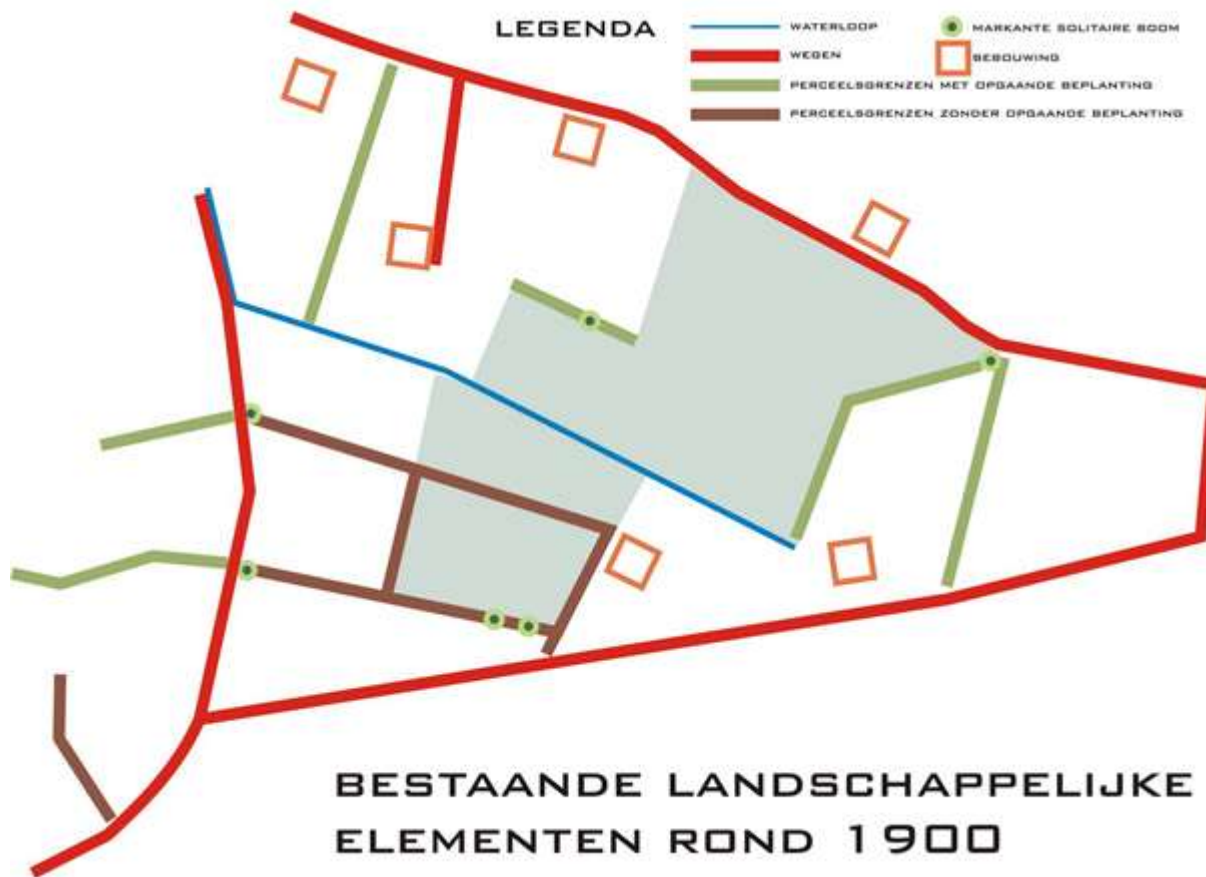 LEGENDA
WATERLOOP
WEGEN
PERCEELSGRENZEN MET OPGAANDE BEPLANTING
PERCEELSGRENZEN ZONDER OPGAANDE BEPLANTING
MARKANTE SOLITAIRE BOOM
BEBOUWING
BESTAANDE LANDSCHAPPELIJKE
ELEMENTEN ROND 1900